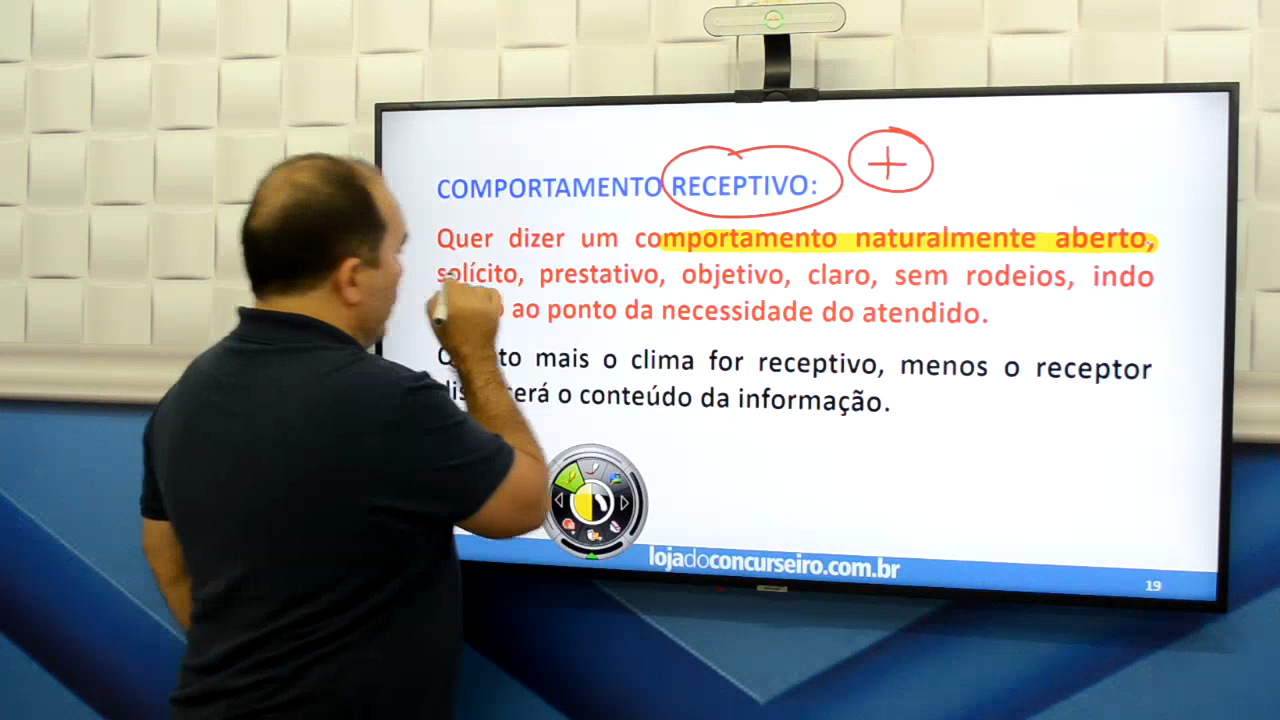 COMPORTAMENTO RECEPTIVO: +
Quer dizer um comportamento naturalmente aberto,
solícito, prestativo, objetivo, claro, sem rodeios, indo
ao ponto da necessidade do atendido.
mais o clima for receptivo, menos o receptor
o conteúdo da informação.
lojadoconcurseiro.com.br
19